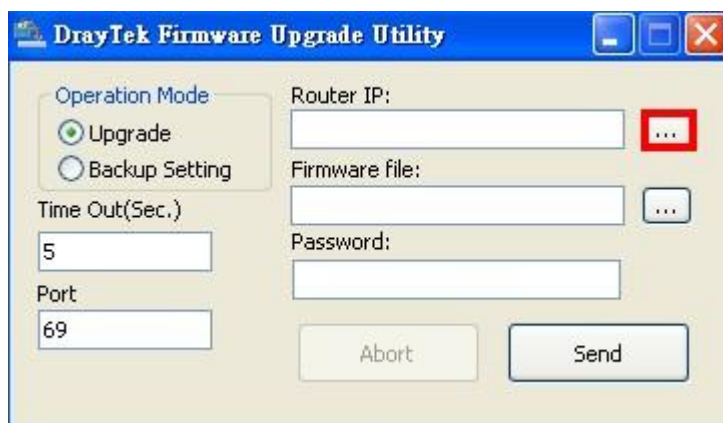 DrayTek Firmware Upgrade Utility
Operation Mode
Upgrade
Backup Setting
Time Out(Sec.)
5
Port
69
Router IP:
...
Firmware file:
...
Password:
Abort
Send